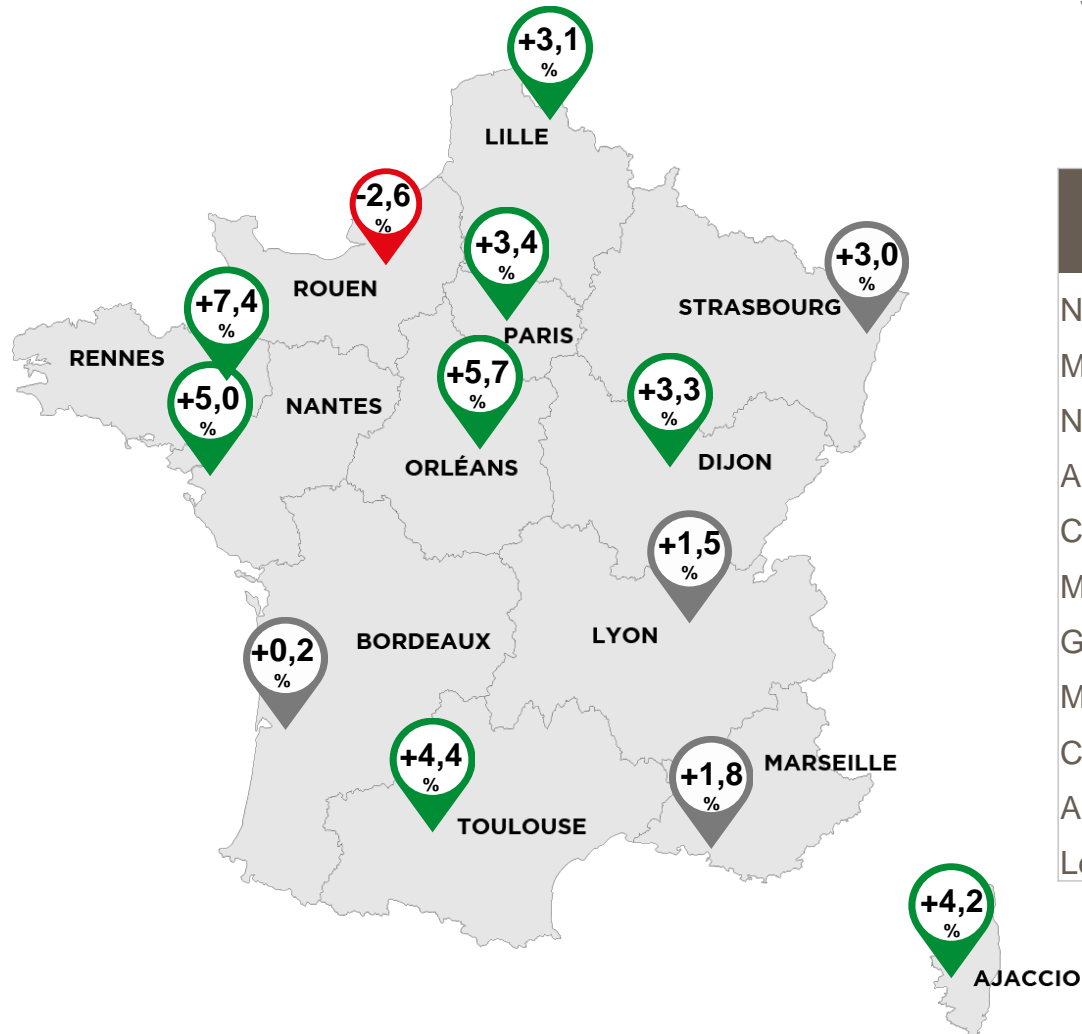 +3,1
%
LILLE
-2,6
%
+3,4
%
+3,0
%
ROUEN
STRASBOURG
+7,4
%
PARIS
RENNES
+5,0
%
NANTES
+5,7
%
+3,3
%
ORLÉANS
DIJON
+1,5
%
BORDEAUX
LYON
+0,2
%
+4,4
%
MARSEILLE
+1,8
%
TOULOUSE
+4,2
%
AJACCIO
N
M
N
A
C
M
G
M
C
A